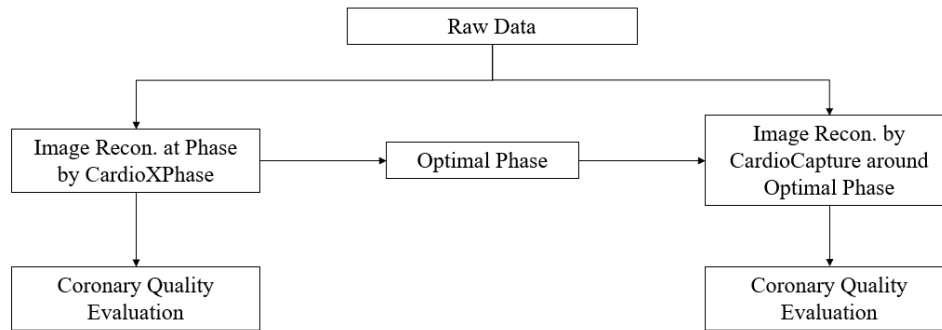 Raw Data
Image Recon. at Phase
by CardioXPhase
Optimal Phase
Image Recon. by
CardioCapture around
Optimal Phase
Coronary Quality
Evaluation
Coronary Quality
Evaluation